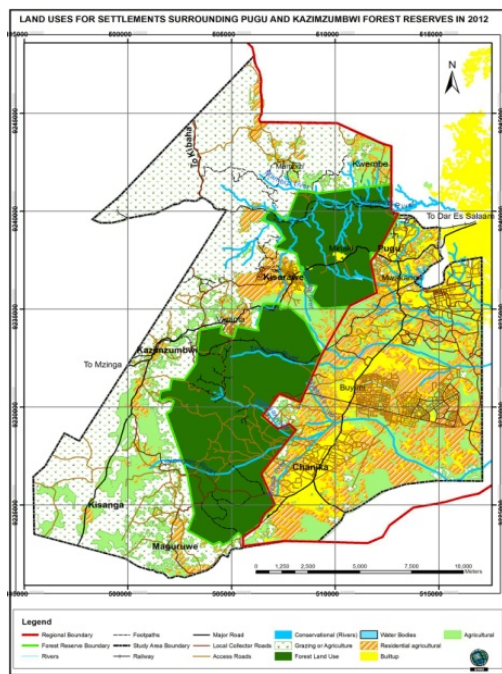 LAND USES FOR SETTLEMENTS SURROUNDING PUGU AND KAZIMZUMBWI FOREST RESERVES IN 2012
500000
505000
510000
515000
N
To Kibaha
Kwembe
To Dar Es Salaam
Pugu
Kisarawe
Kazimzumbwi
To Mzinga
Buyuni
Chanika
Kisanga
Maguruwe
0 1,250 2,500 5,000 7,500 10,000
Meters
500000
505000
510000
515000
Legend
Regional Boundary
Footpaths
Major Road
Conservational (Rivers)
Water Bodies
Agricultural
Forest Reserve Boundary
Study Area Boundary
Local Collector Roads
Grazing or Agriculture
Residential agricultural
Rivers
Railway
Access Roads
Forest Land Use
Builtup